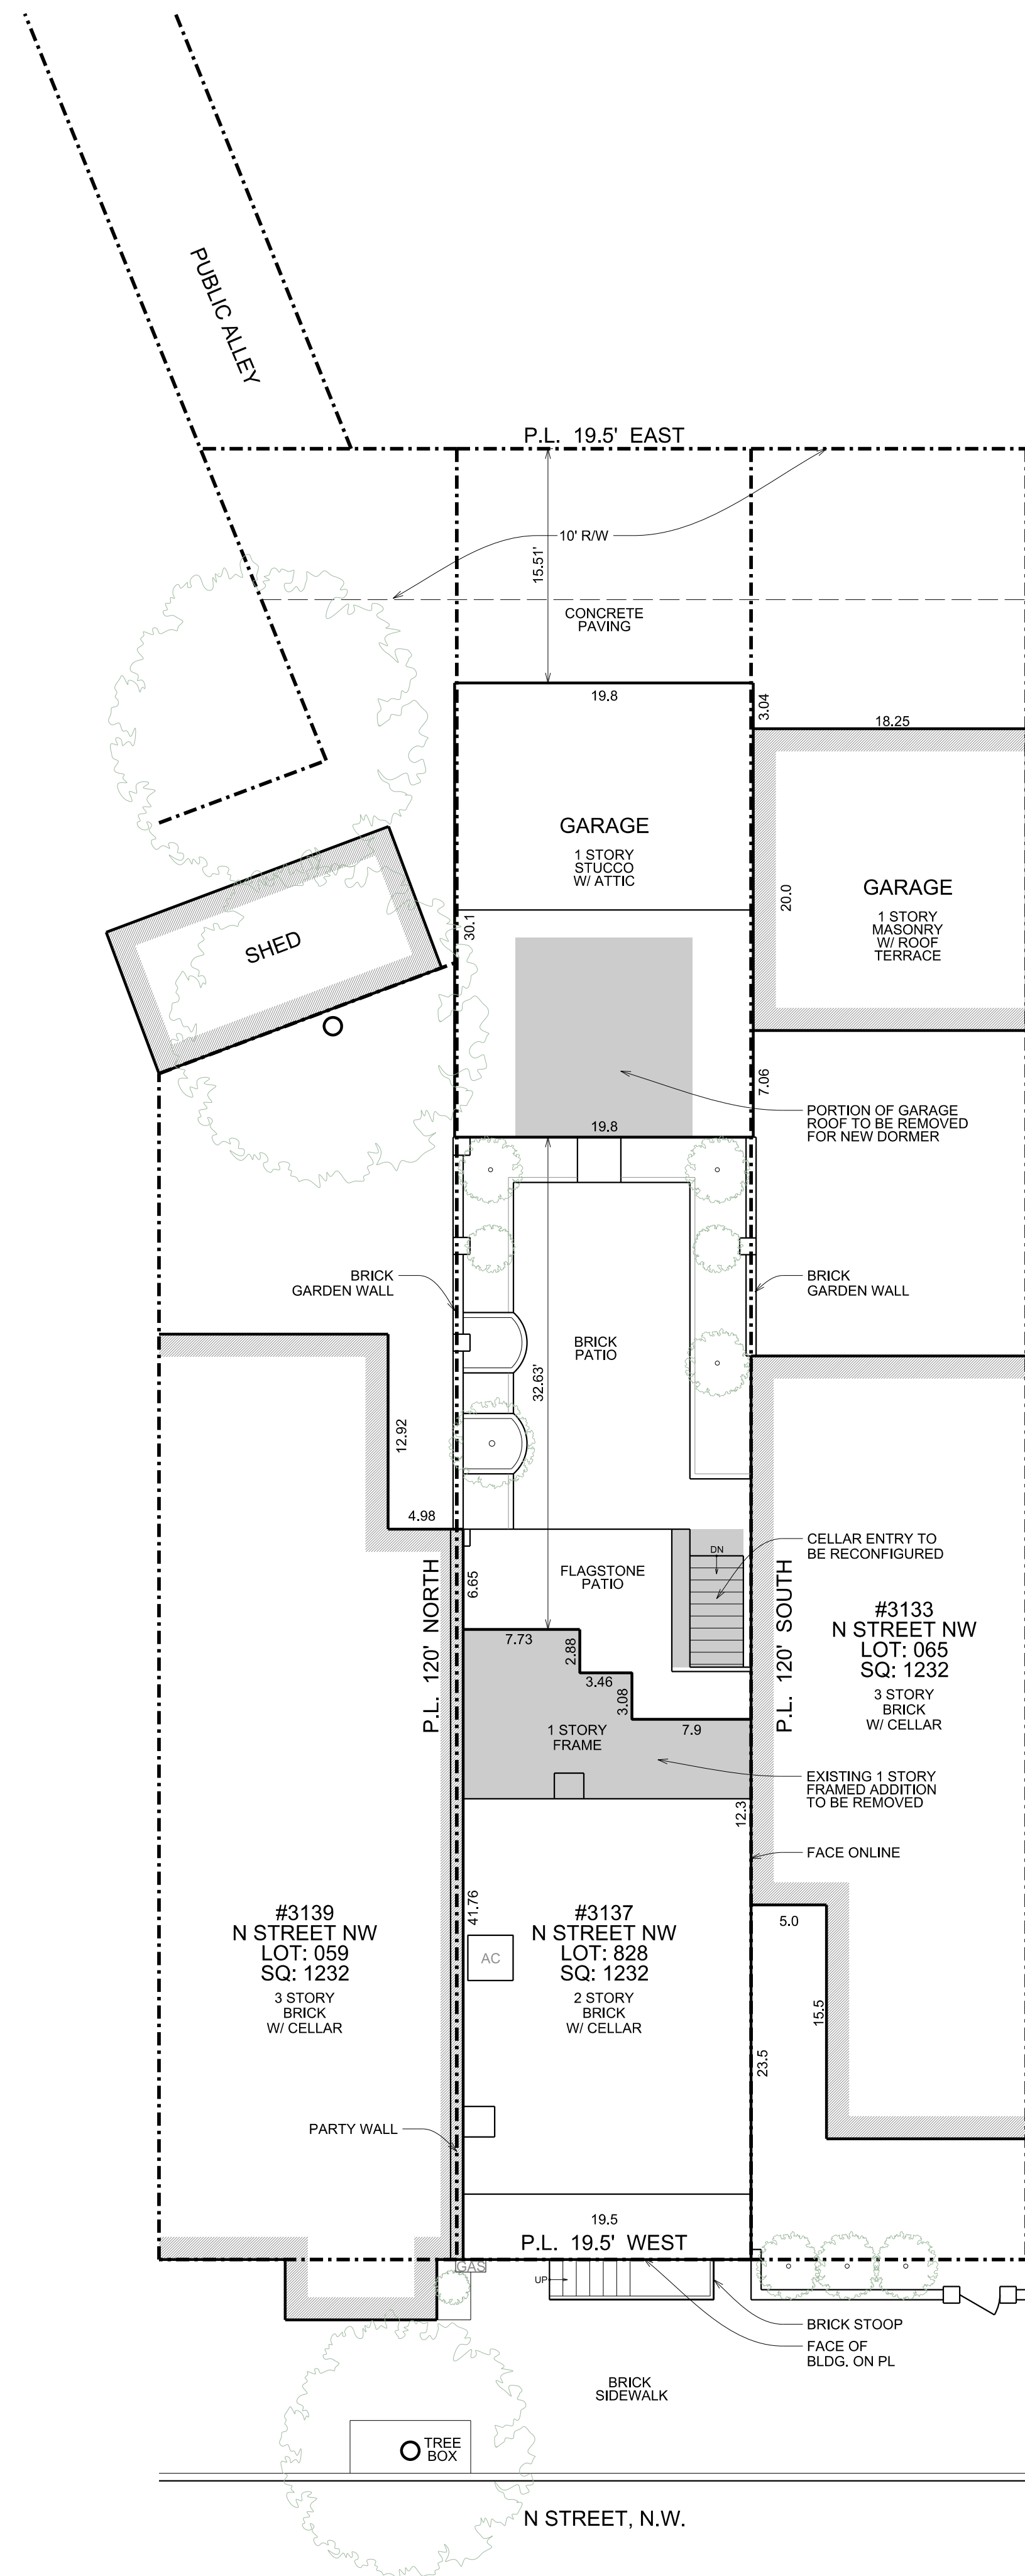 PUBLIC ALLEY
P.L. 19.5' EAST
10' R/W
15.51'
CONCRETE
PAVING
19.8
3.04
18.25
GARAGE
1 STORY
STUCCO
W/ ATTIC
GARAGE
1 STORY
MASONRY
W/ ROOF
TERRACE
20.0
30.1
SHED
7.06
PORTION OF GARAGE
ROOF TO BE REMOVED
FOR NEW DORMER
19.8
BRICK
GARDEN WALL
BRICK
GARDEN WALL
BRICK
PATIO
32.63'
12.92
4.98
FLAGSTONE
PATIO
DN
CELLAR ENTRY TO
BE RECONFIGURED
6.65
P.L. 120' NORTH
P.L. 120' SOUTH
#3133
N STREET NW
LOT: 065
SQ: 1232
3 STORY
BRICK
W/ CELLAR
7.73
2.88
3.46
3.08
7.9
1 STORY
FRAME
EXISTING 1 STORY
FRAMED ADDITION
TO BE REMOVED
12.3
FACE ONLINE
41.76
#3139
N STREET NW
LOT: 059
SQ: 1232
3 STORY
BRICK
W/ CELLAR
AC
#3137
N STREET NW
LOT: 828
SQ: 1232
2 STORY
BRICK
W/ CELLAR
5.0
15.5
23.5
PARTY WALL
19.5
P.L. 19.5' WEST
GAS
UP
BRICK STOOP
FACE OF
BLDG. ON PL
BRICK
SIDEWALK
TREE
BOX
N STREET, N.W.